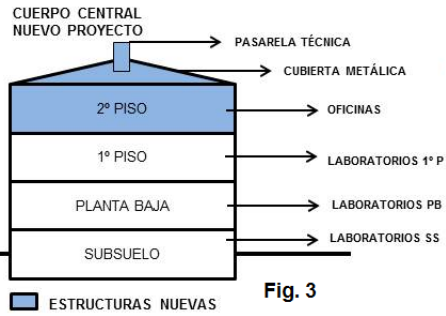 CUERPO CENTRAL
NUEVO PROYECTO
PASARELA TÉCNICA
CUBIERTA METÁLICA
2º PISO
OFICINAS
1º PISO
LABORATORIOS 1º P
PLANTA BAJA
LABORATORIOS PB
LABORATORIOS SS
SUBSUELO
Fig. 3
ESTRUCTURAS NUEVAS